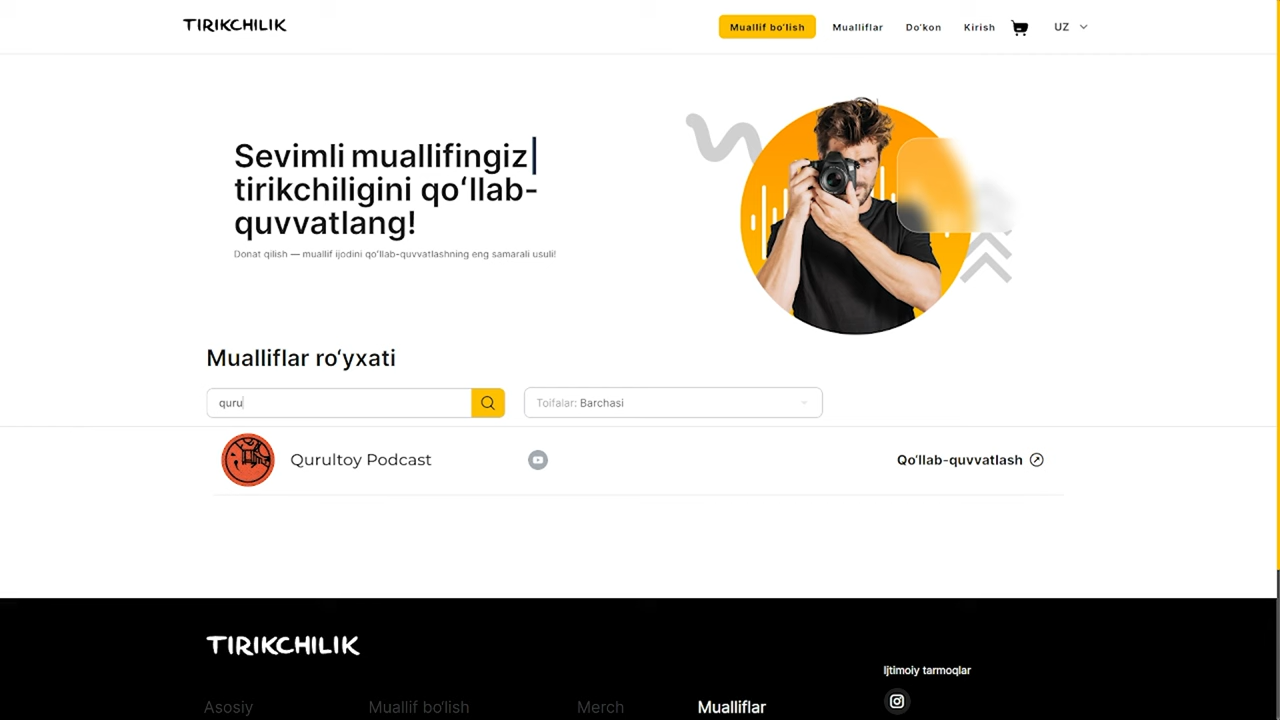 TIRIKCHILIK
Muallif bo‘lish
Mualliflar
Do‘kon
Kirish
UZ
Sevimli muallifingiz
tirikchiligini qo‘llab-
quvvatlang!
Donat qilish — muallif ijodini qo‘llab-quvvatlashning eng samarali usuli!
Mualliflar ro‘yxati
quru
Toifalar: Barchasi
Qurultoy Podcast
Qo‘llab-quvvatlash
TIRIKCHILIK
Ijtimoiy tarmoqlar
Asosiy
Muallif bo‘lish
Merch
Mualliflar